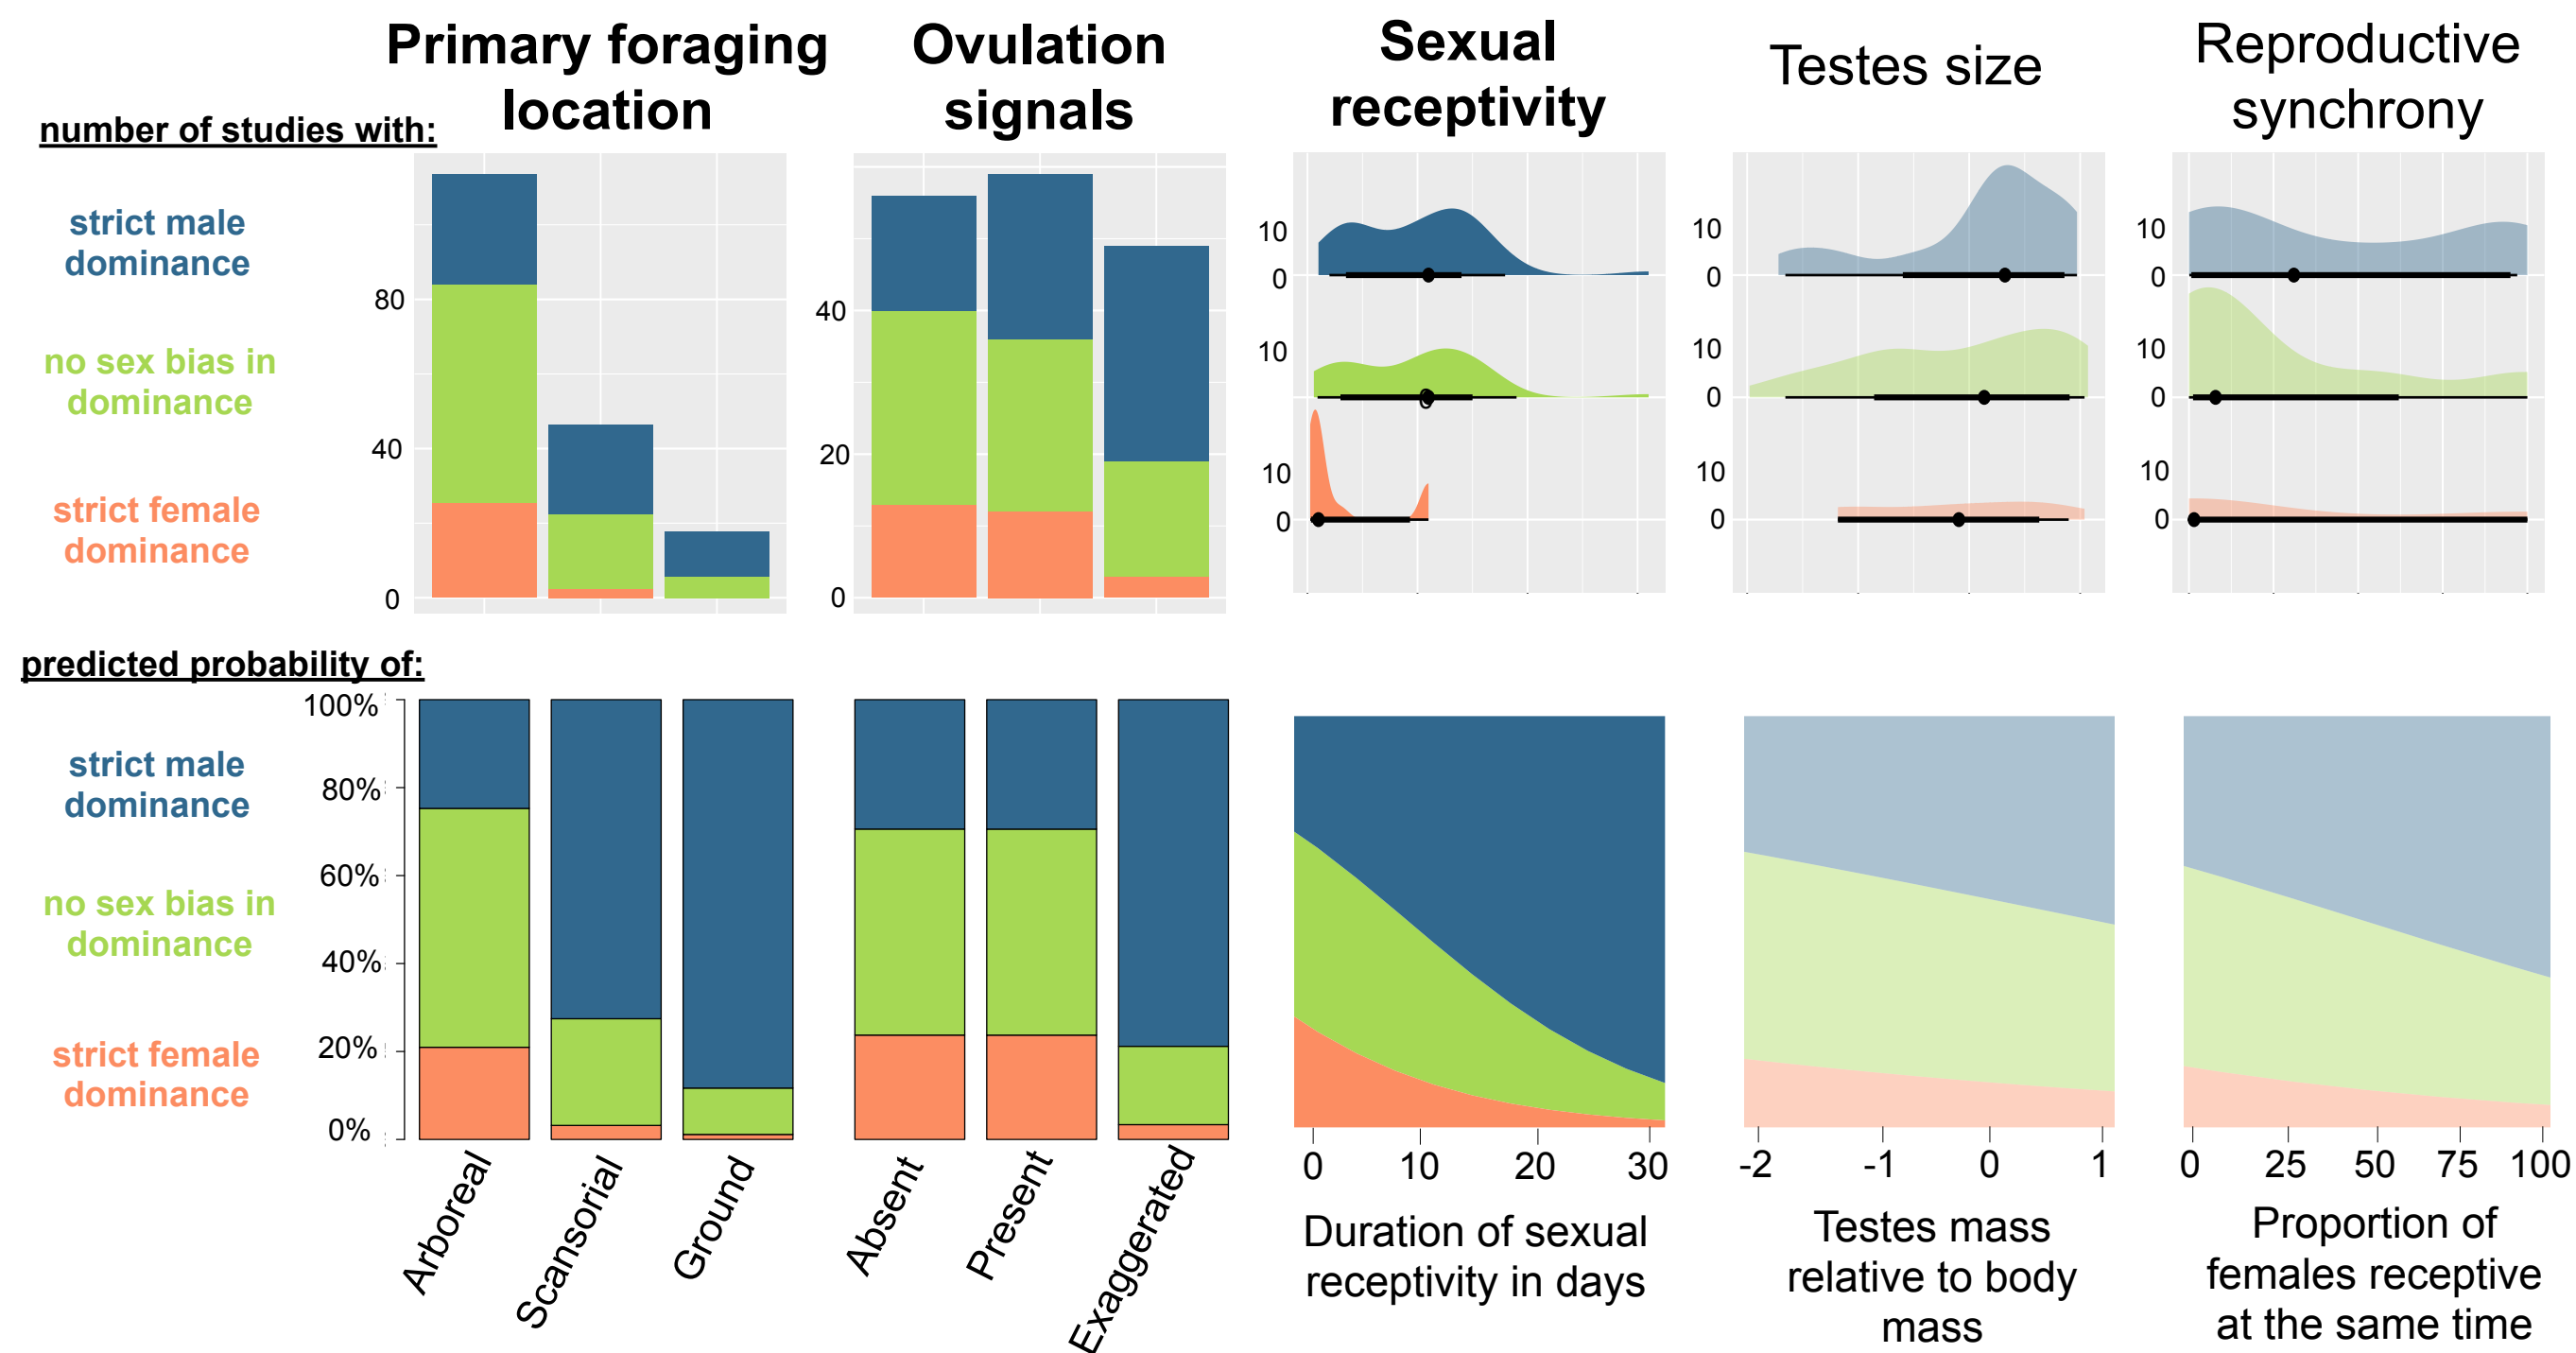 Primary foraging
location
Ovulation
signals
Sexual
receptivity
Testes size
Reproductive
synchrony
number of studies with:
strict male
dominance
no sex bias in
dominance
strict female
dominance
80
40
0
40
20
0
10
0
10
0
10
0
10
0
10
0
10
0
10
0
10
0
10
0
predicted probability of:
strict male
dominance
no sex bias in
dominance
strict female
dominance
100%
80%
60%
40%
20%
0%
Arboreal
Scansorial
Ground
Absent
Present
Exaggerated
0 10 20 30
Duration of sexual
receptivity in days
-2 -1 0 1
Testes mass
relative to body
mass
0 25 50 75 100
Proportion of
females receptive
at the same time